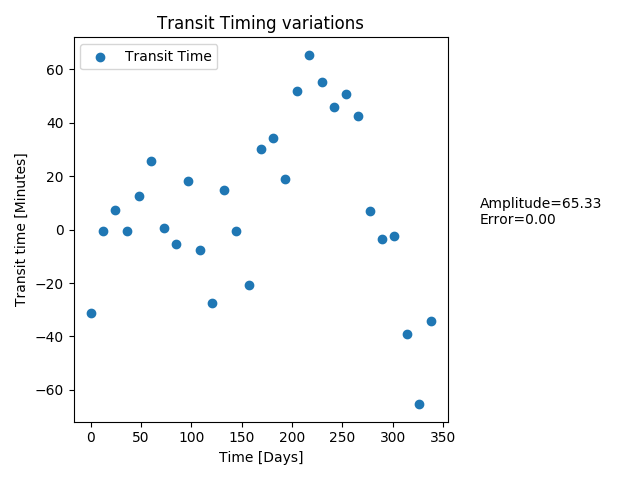 Transit Timing variations
Transit Time
60
40
20
0
−20
−40
−60
Transit time [Minutes]
0 50 100 150 200 250 300 350
Time [Days]
Amplitude=65.33
Error=0.00